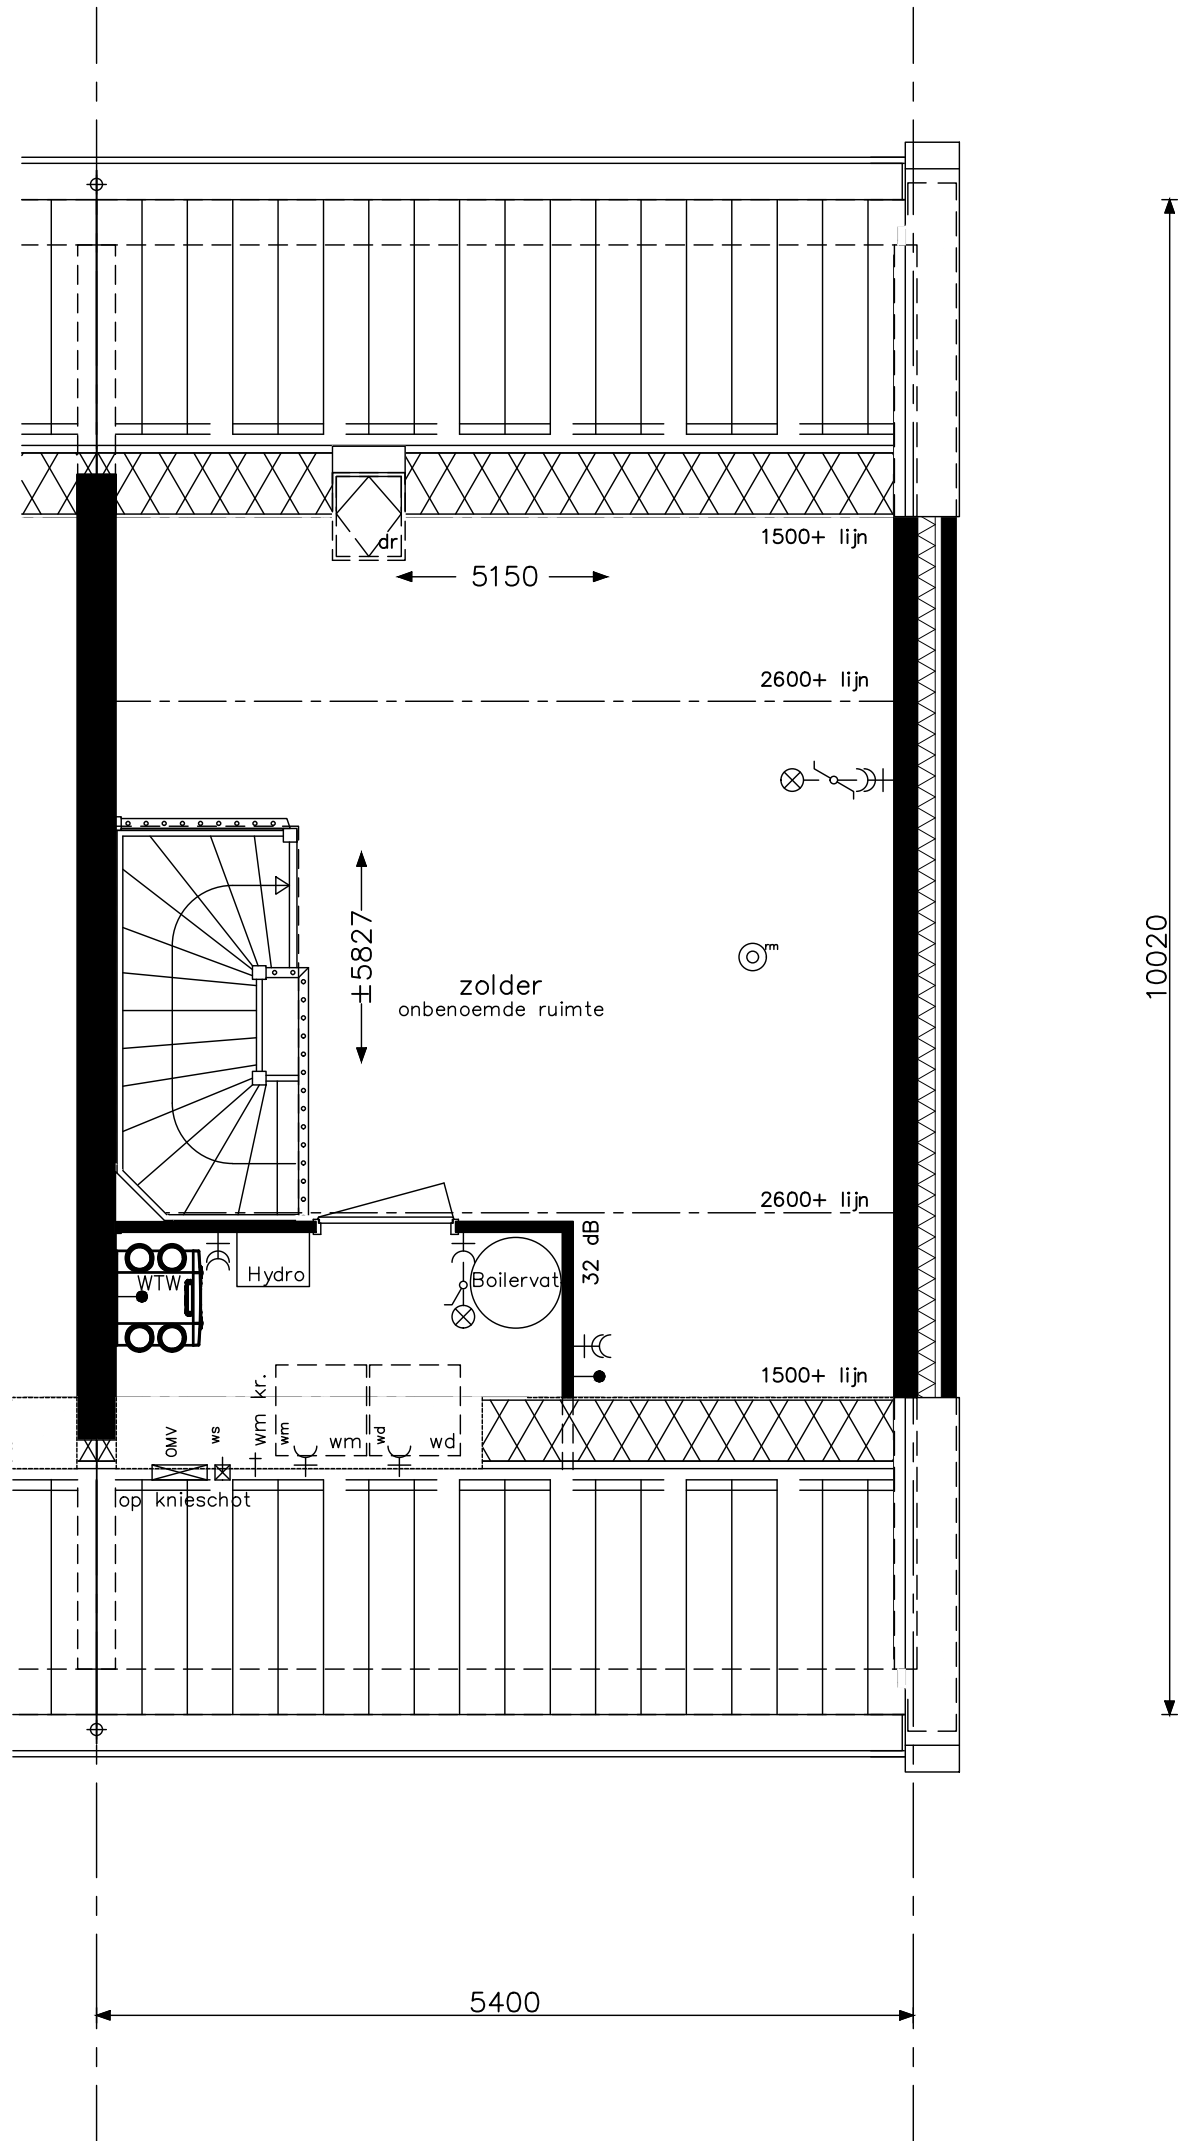 1500+ lijn
dr
5150
2600+ lijn
rm
±5827
10020
zolder
onbenoemde ruimte
2600+ lijn
32 dB
Hydro
WTW
Boilervat
1500+ lijn
OMV
ws
wm kr.
wm
wm
wd
wd
op knieschot
5400